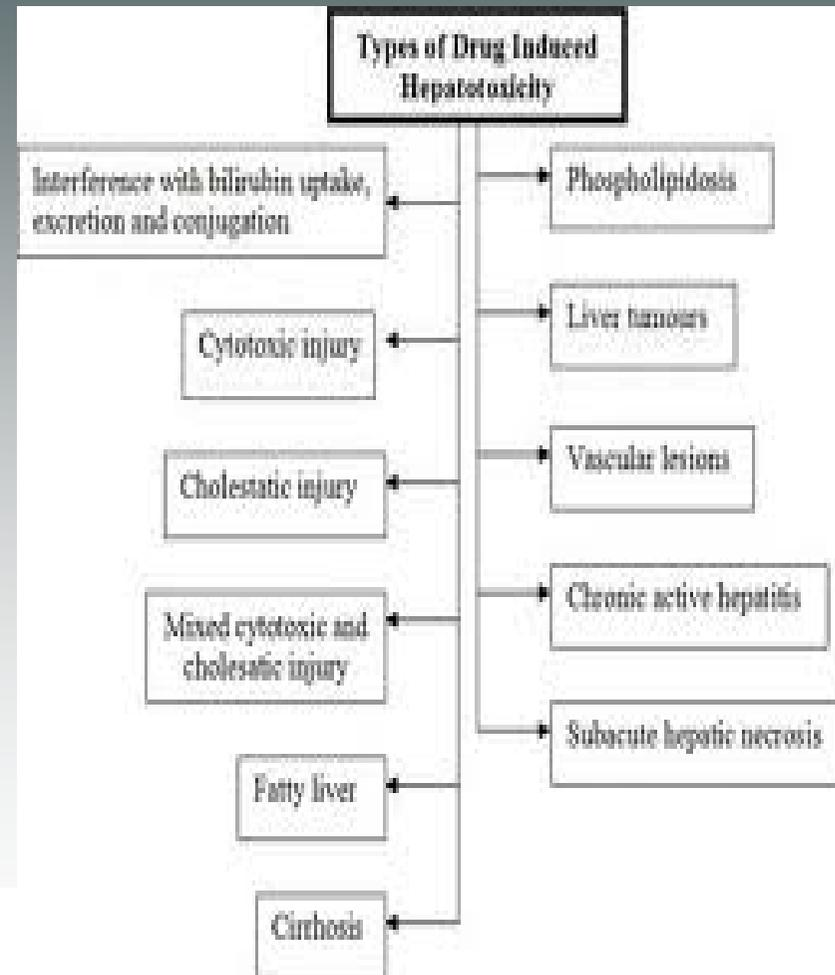 Types of Drug Induced
Hepatotoxicity
Interference with bilirubin uptake,
excretion and conjugation
Cytotoxic injury
Cholestatic injury
Mixed cytotoxic and
cholesatic injury
Fatty liver
Cirrhosis
Phospholipidosis
Liver tumours
Vascular lesions
Chronic active hepatitis
Subacute hepatic necrosis